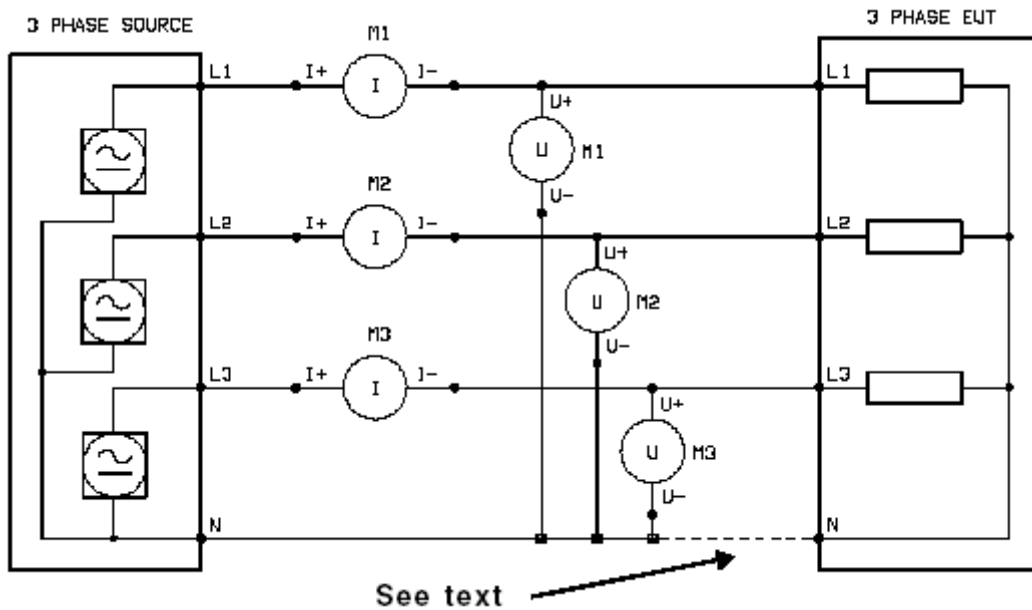 3 PHASE SOURCE
3 PHASE EUT
M1
L1
I+
I
I-
L1
U+
U
M1
U-
M2
L2
I+
I
I-
L2
U+
U
M2
U-
M3
L3
I+
I
I-
L3
U+
U
M3
U-
N
N
See text